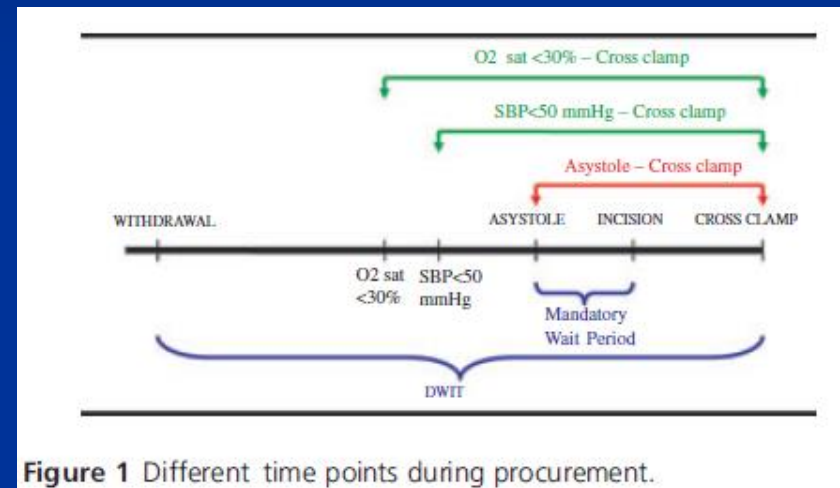 O2 sat <30% – Cross clamp
SBP<50 mmHg – Cross clamp
Asystole – Cross clamp
WITHDRAWAL
ASYSTOLE
INCISION
CROSS CLAMP
O2 sat
<30%
SBP<50
mmHg
Mandatory
Wait Period
DWIT
Figure 1 Different time points during procurement.